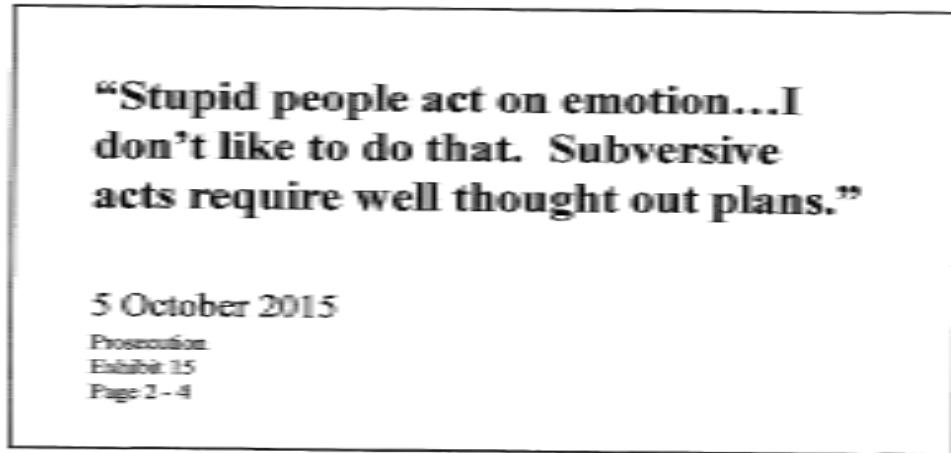 “Stupid people act on emotion...I
don’t like to do that.  Subversive
acts require well thought out plans.”
5 October 2015
Prosecution
Exhibit 15
Page 2 - 4